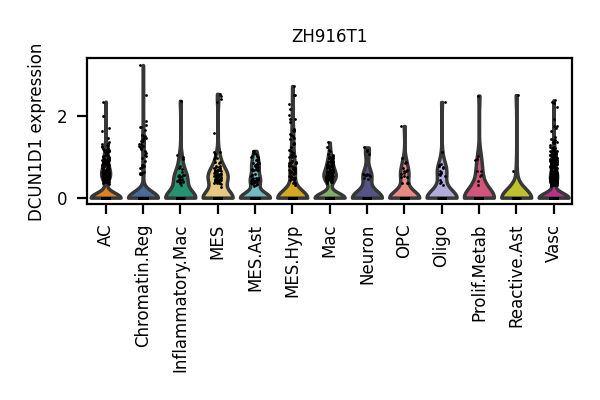 ZH916T1
DCUN1D1 expression
2
0
AC
Chromatin.Reg
Inflammatory.Mac
MES
MES.Ast
MES.Hyp
Mac
Neuron
OPC
Oligo
Prolif.Metab
Reactive.Ast
Vasc